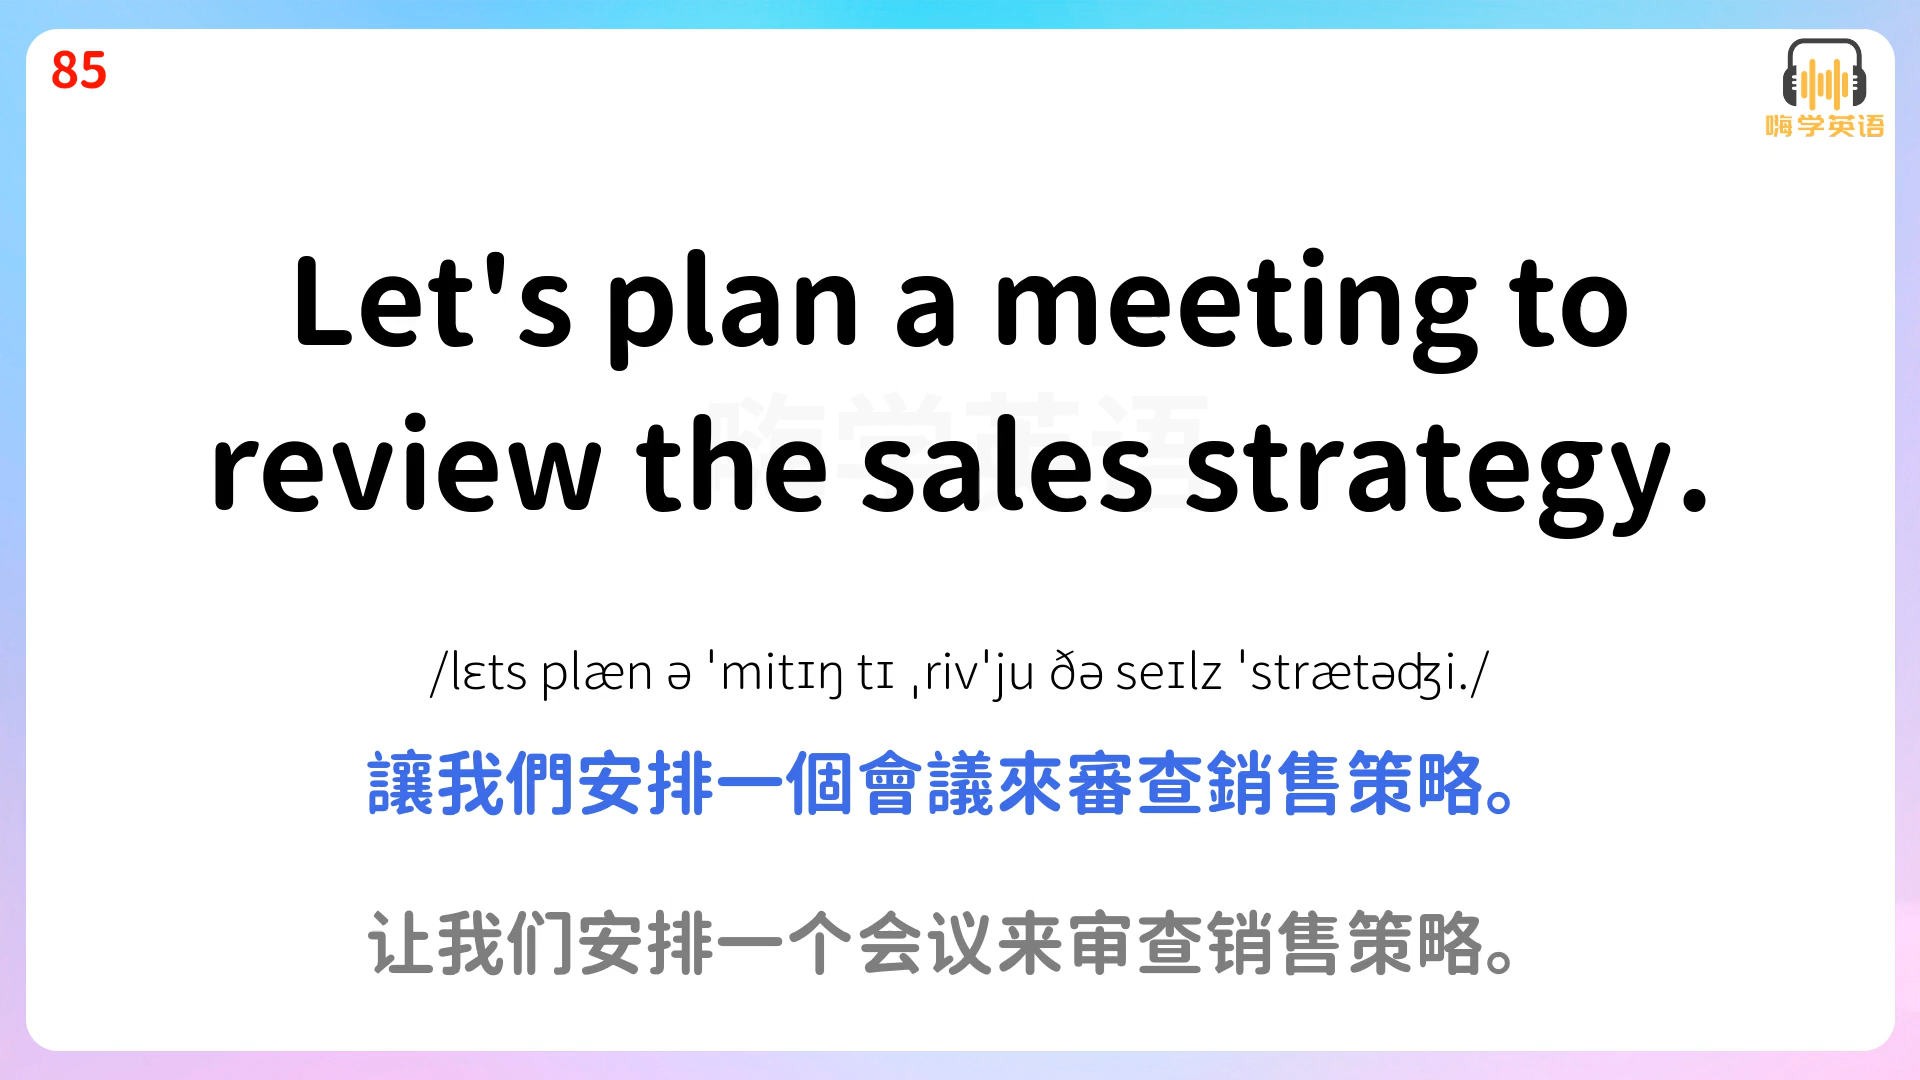 85
嗨学英语
Let's plan a meeting to
review the sales strategy.
/lɛts plæn ə ˈmitɪŋ tɪ ˌrivˈju ðə seɪlz ˈstrætəʤi./
讓我們安排一個會議來審查銷售策略。
让我们安排一个会议来审查销售策略。